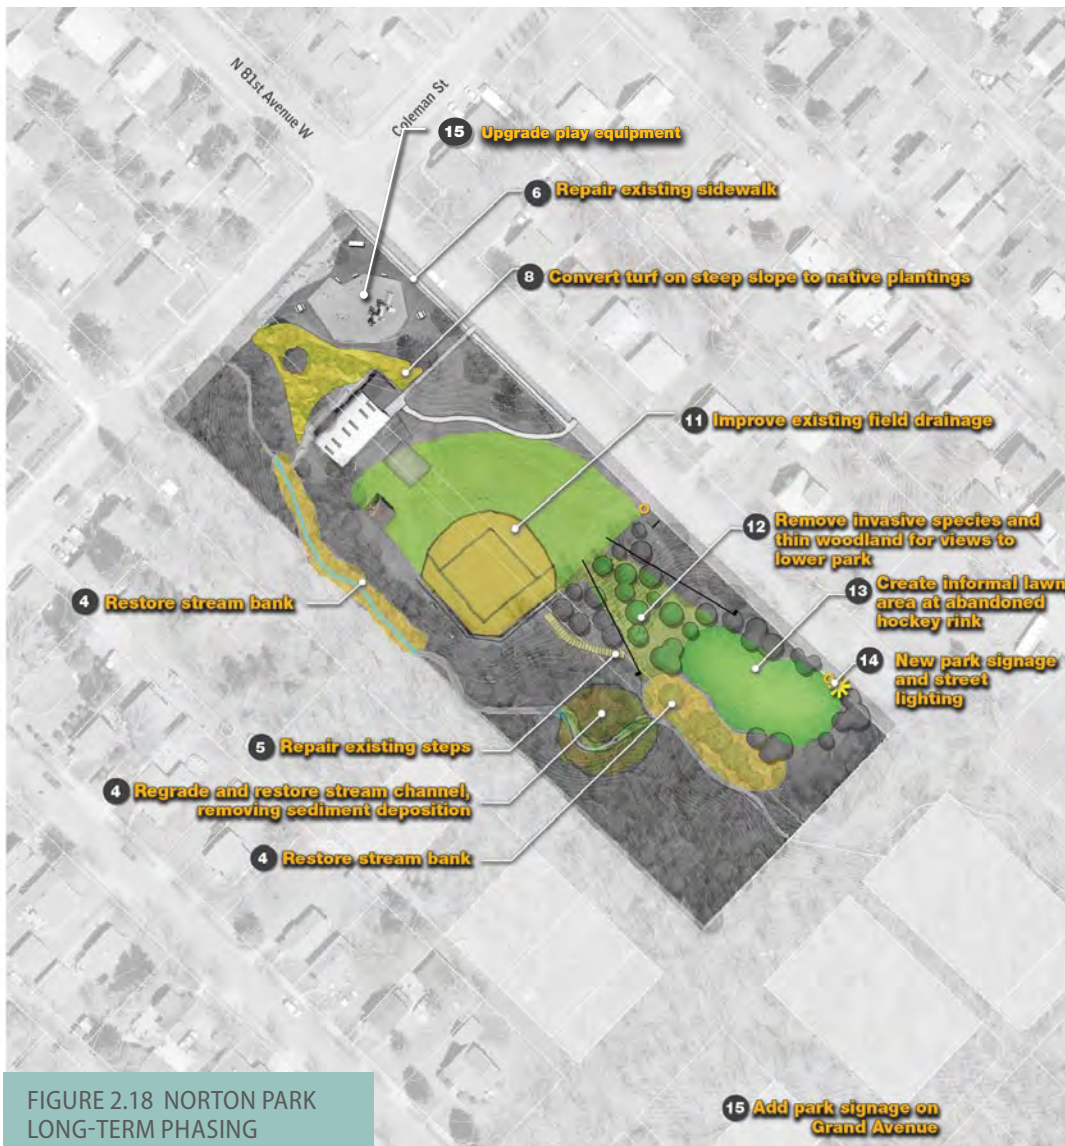 N 81st Avenue W
Coleman St
15 Upgrade play equipment
6 Repair existing sidewalk
8 Convert turf on steep slope to native plantings
11 Improve existing field drainage
12 Remove invasive species and
thin woodland for views to
lower park
13 Create informal lawn
area at abandoned
hockey rink
4 Restore stream bank
14 New park signage
and street
lighting
5 Repair existing steps
4 Regrade and restore stream channel,
removing sediment deposition
4 Restore stream bank
FIGURE 2.18 NORTON PARK
LONG-TERM PHASING
15 Add park signage on
Grand Avenue